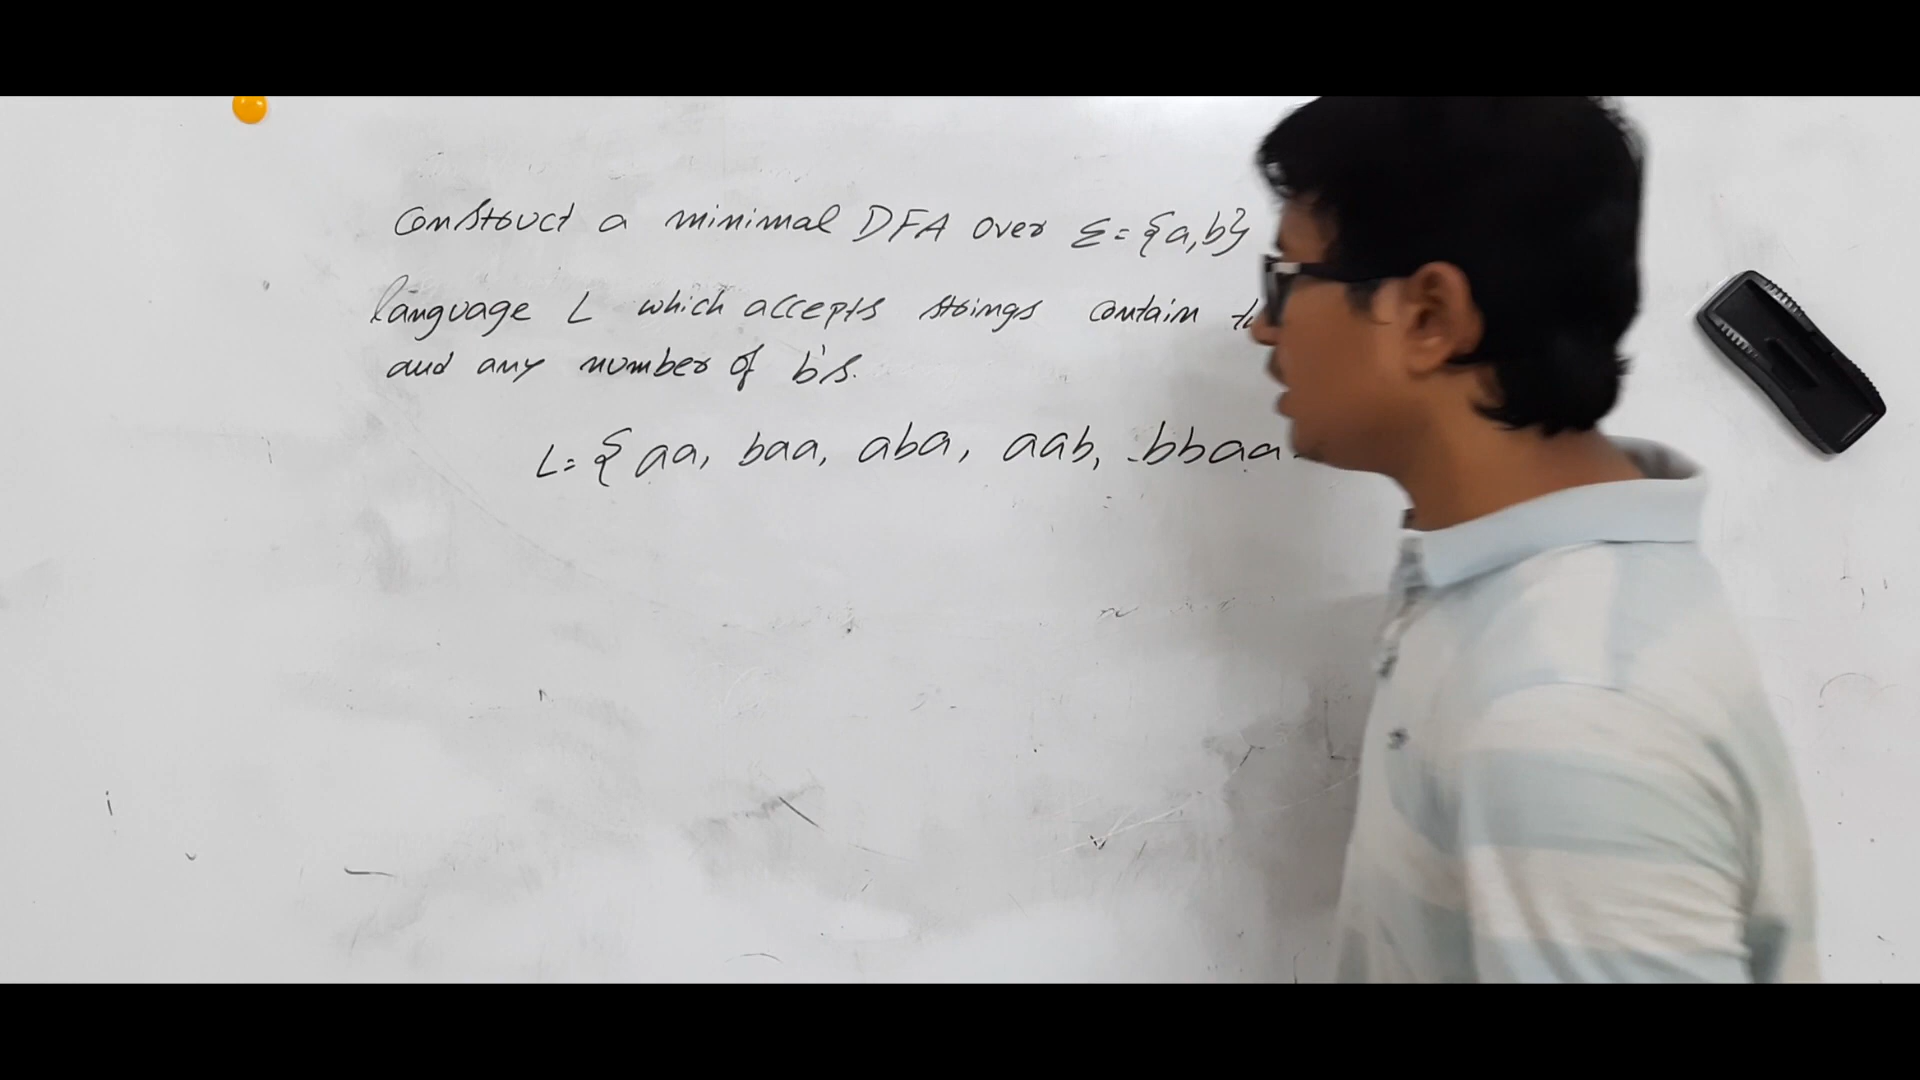 Construct a minimal DFA over Σ={a,b}
language L which accepts strings contain
and any number of b's.
L={aa, baa, aba, aab, bbaa